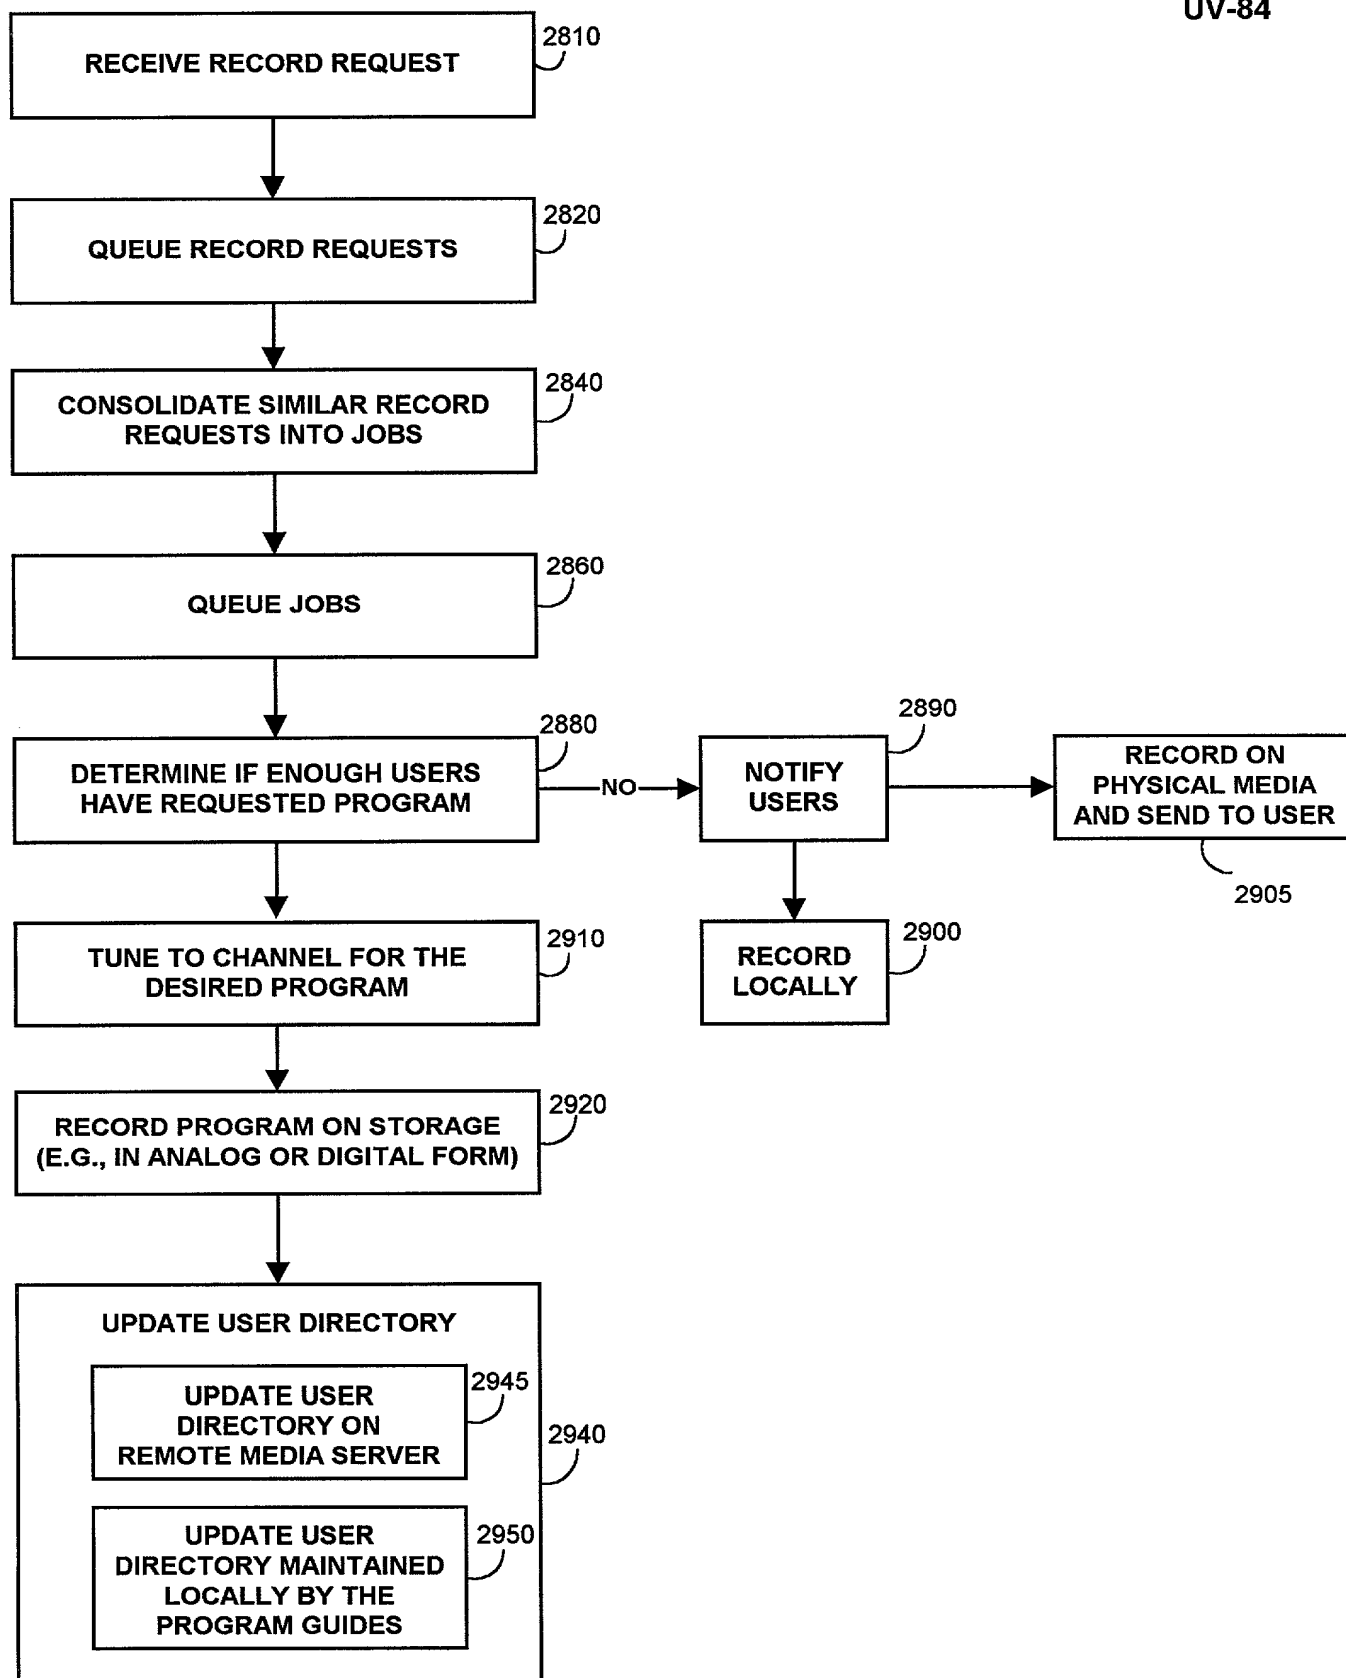 UV-84
RECEIVE RECORD REQUEST
2810
QUEUE RECORD REQUESTS
2820
CONSOLIDATE SIMILAR RECORD
REQUESTS INTO JOBS
2840
QUEUE JOBS
2860
DETERMINE IF ENOUGH USERS
HAVE REQUESTED PROGRAM
2880
NO
NOTIFY
USERS
2890
RECORD ON
PHYSICAL MEDIA
AND SEND TO USER
2905
RECORD
LOCALLY
2900
TUNE TO CHANNEL FOR THE
DESIRED PROGRAM
2910
RECORD PROGRAM ON STORAGE
(E.G., IN ANALOG OR DIGITAL FORM)
2920
UPDATE USER DIRECTORY
2940
UPDATE USER
DIRECTORY ON
REMOTE MEDIA SERVER
2945
UPDATE USER
DIRECTORY MAINTAINED
LOCALLY BY THE
PROGRAM GUIDES
2950